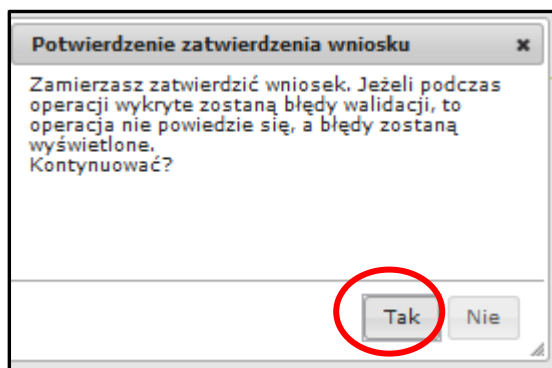 Potwierdzenie zatwierdzenia wniosku
Zamierzasz zatwierdzić wniosek. Jeżeli podczas
operacji wykryte zostaną błędy walidacji, to
operacja nie powiedzie się, a błędy zostaną
wyświetlone.
Kontynuować?
Tak Nie